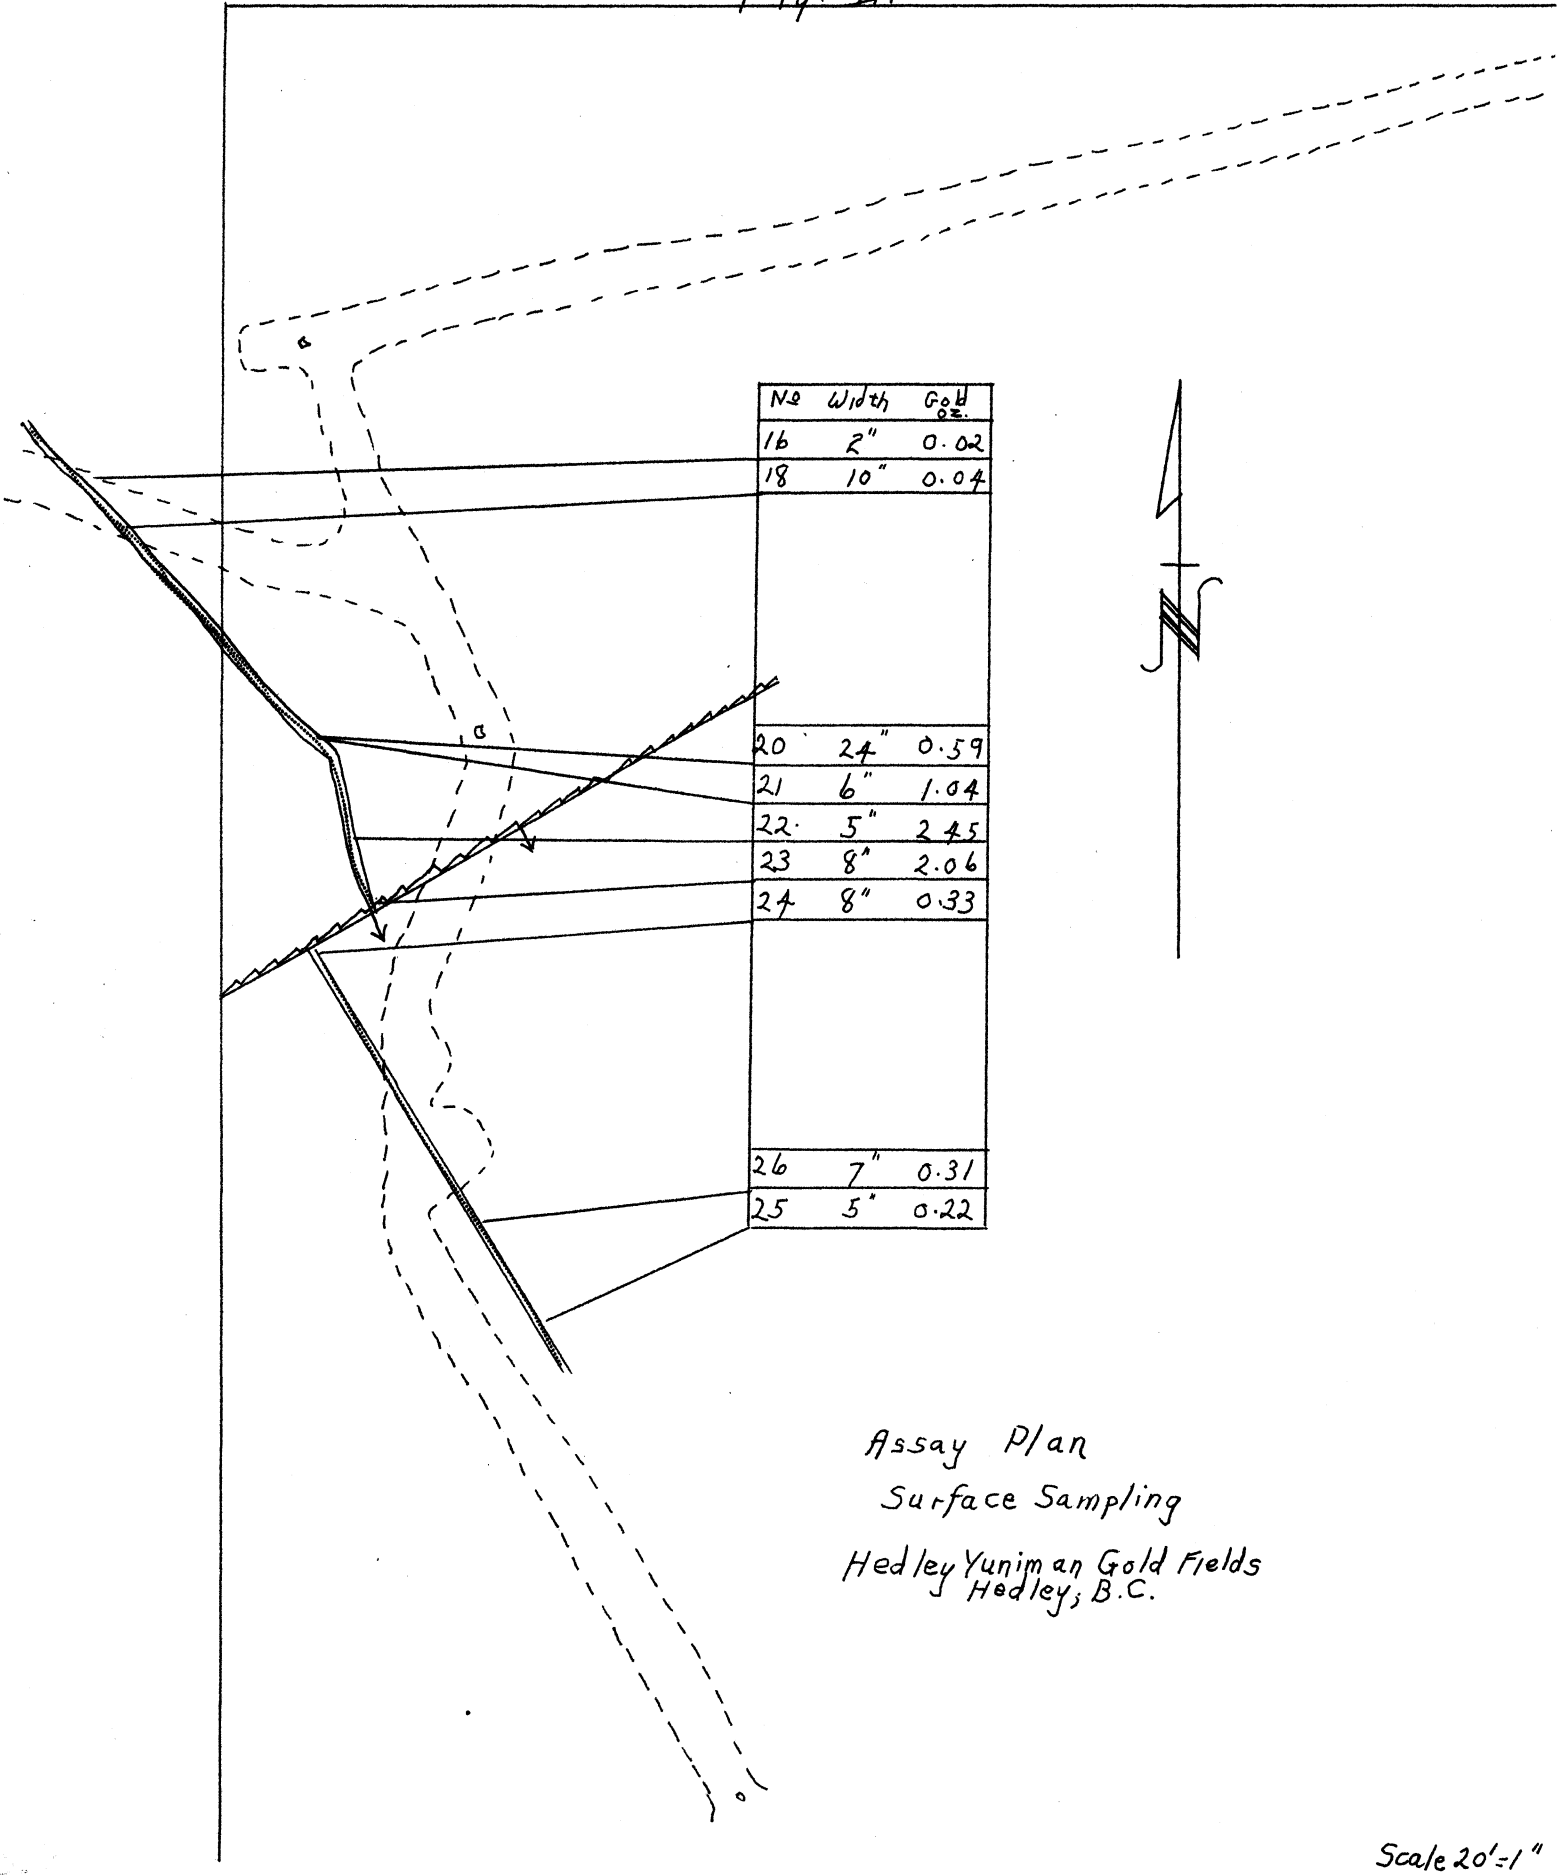 No Width Gold oz.
16 2" 0.02
18 10" 0.04
20 24" 0.59
21 6" 1.04
22 5" 2.45
23 8" 2.06
24 8" 0.33
26 7" 0.31
25 5" 0.22
N
Assay Plan
Surface Sampling
Hedley Yuniman Gold Fields
Hedley, B.C.
Scale 20'=1"